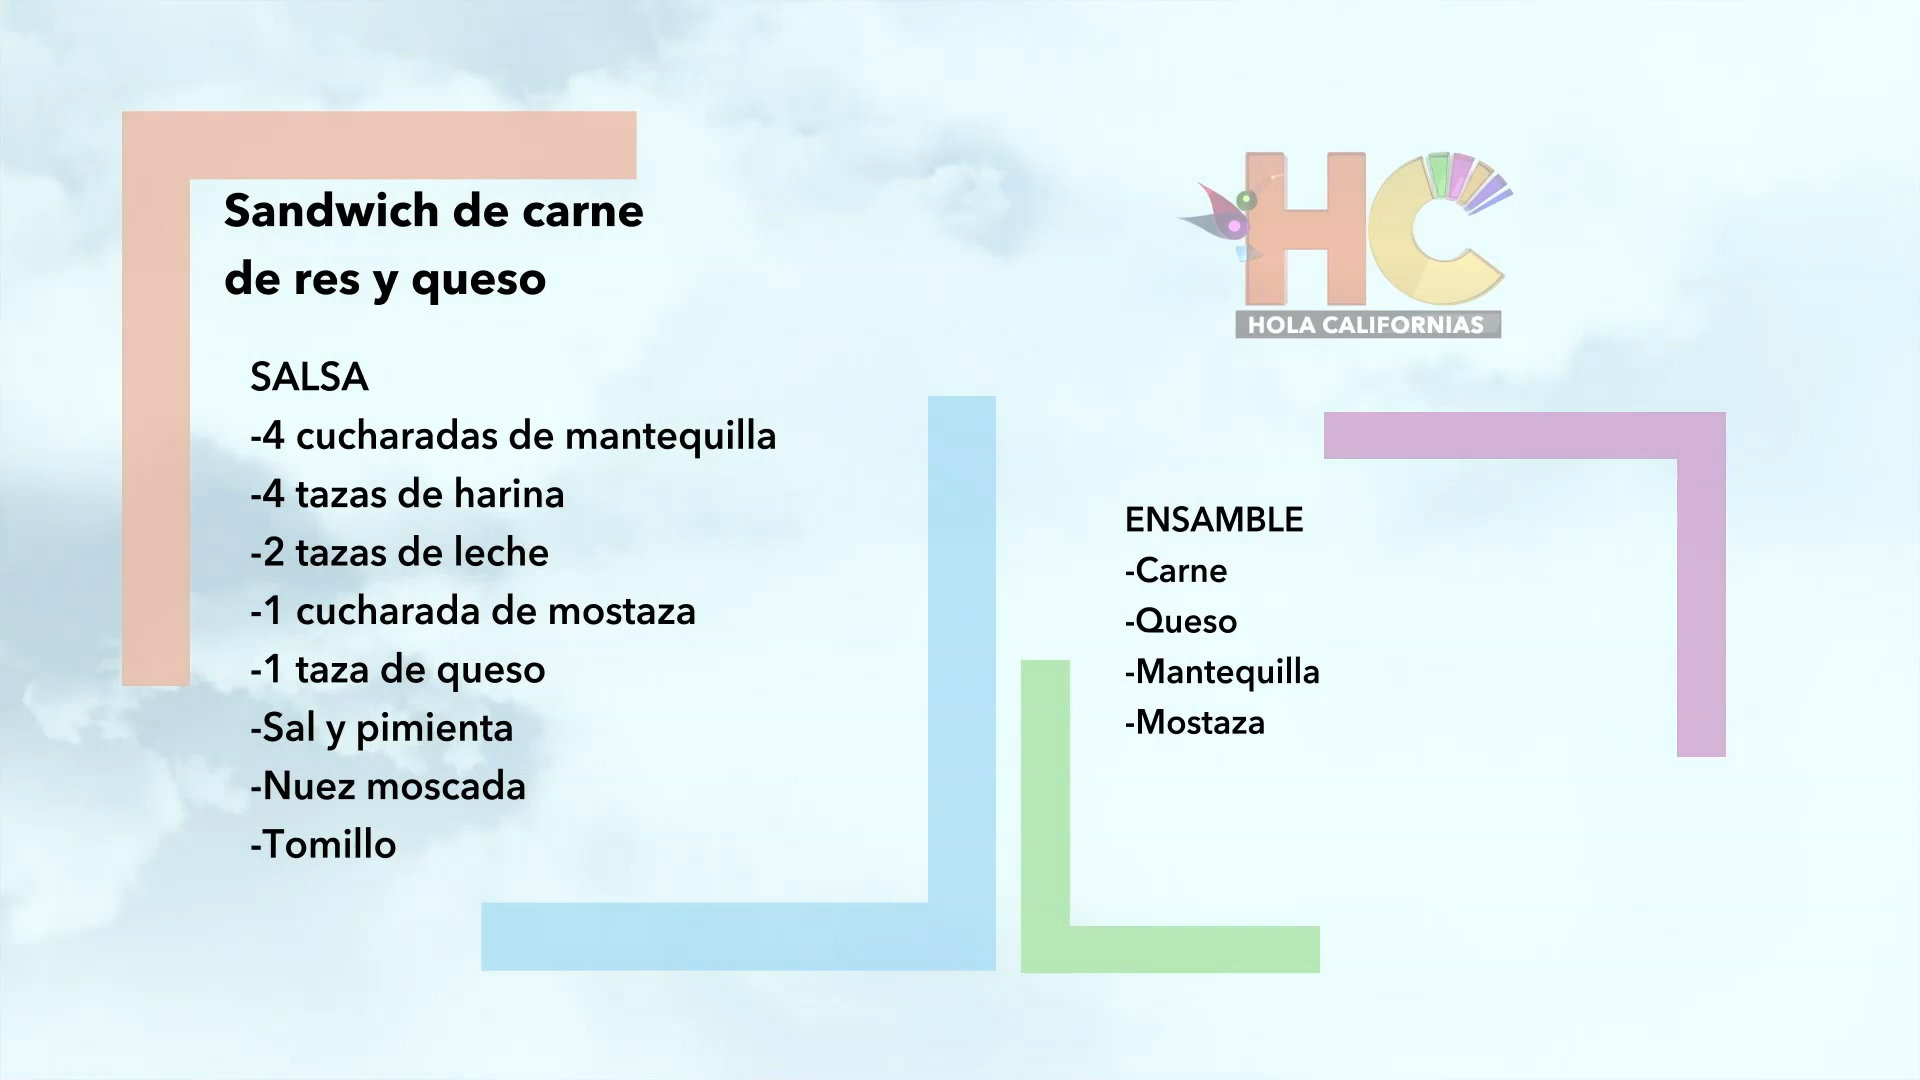 Sandwich de carne
de res y queso
SALSA
-4 cucharadas de mantequilla
-4 tazas de harina
-2 tazas de leche
-1 cucharada de mostaza
-1 taza de queso
-Sal y pimienta
-Nuez moscada
-Tomillo
HC
HOLA CALIFORNIAS
ENSAMBLE
-Carne
-Queso
-Mantequilla
-Mostaza